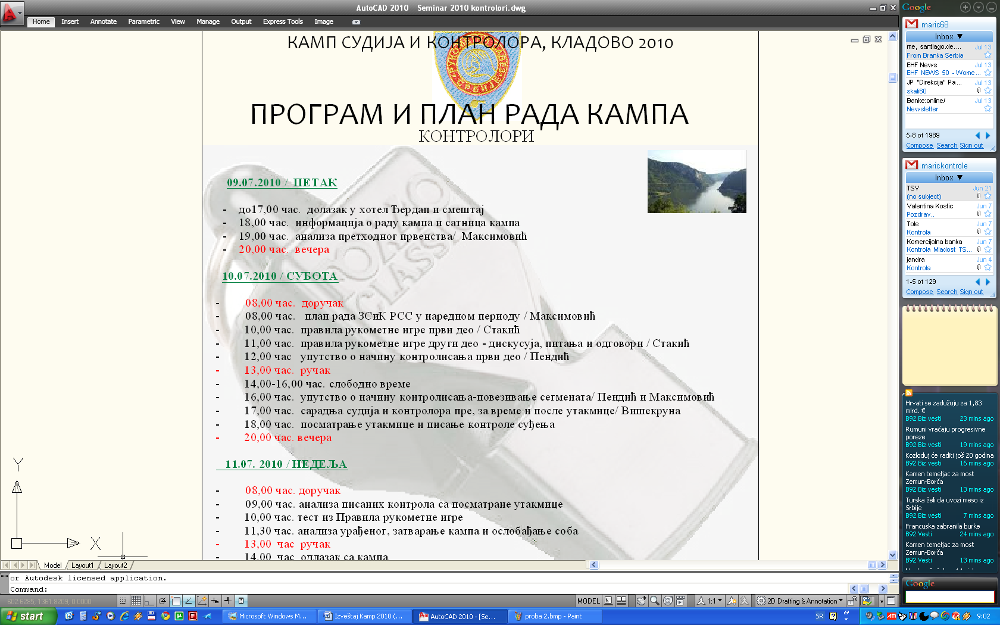 AutoCAD 2010 Seminar 2010 kontrolori.dwg
Home Insert Annotate Parametric View Manage Output Express Tools Image
КАМП СУДИЈА И КОНТРОЛОРА, КЛАДОВО 2010
ПРОГРАМ И ПЛАН РАДА КАМПА
КОНТРОЛОРИ
09.07.2010 / ПЕТАК
- до17,00 час. долазак у хотел Ђердап и смештај
- 18,00 час. информација о раду кампа и сатница кампа
- 19,00 час. анализа претходног првенства/ Максимовић
- 20,00 час. вечера
10.07.2010 / СУБОТА
- 08,00 час. доручак
- 08,00 час. план рада ЗСиК РСС у наредном периоду / Максимовић
- 10,00 час. правила рукометне игре први део / Стакић
- 11,00 час. правила рукометне игре други део - дискусуја, питања и одговори / Стакић
- 12,00 час упутство о начину контролисања први део / Пендић
- 13,00 час. ручак
- 14,00-16,00 час. слободно време
- 16,00 час. упутство о начину контролисања-повезивање сегмената/ Пендић и Максимовић
- 17,00 час. сарадња судија и контролора пре, за време и после утакмице/ Вишекруна
- 18,00 час. посматрање утакмице и писање контроле суђења
- 20,00 час. вечера
11.07. 2010 / НЕДЕЉА
- 08,00 час. доручак
- 09,00 час. анализа писаних контрола са посматране утакмице
- 10,00 час. тест из Правила рукометне игре
- 11,30 час. анализа урађеног, затварање кампа и ослобађање соба
- 13,00 час ручак
- 14.00 час одлазак са кампа
FOX40
CLASSIC
Y
X
Model Layout1 Layout2
or Autodesk licensed application.
Command:
602.6285, 1361.8209, 0.0000
MODEL 1:1 2D Drafting & Annotation
start Microsoft Windows M... Izveštaj Kamp 2010 (... AutoCAD 2010 - [Se... proba 2.bmp - Paint SR 9:02
Google
maric68
Inbox ▼
me, santiago.de.... Jul 13
From Branka Serbia
EHF News Jul 13
EHF NEWS 50 - Wome...
JP "Direkcija" Pa... Jul 13
skali60
Banke:online/ Jul 13
Newsletter
5-8 of 1989
Compose Search Sign out
marickontrole
Inbox ▼
TSV Jun 21
(no subject)
Valentina Kostic Jun 7
Pozdrav..
Tole Jun 7
Kontrola
Komercijalna banka Jun 7
Kontrola Mladost TS...
jandra Jun 4
Kontrola
1-5 of 129
Compose Search Sign out
Hrvati se zadužuju za 1,83
mlrd. €
B92 Biz vesti 23 mins ago
Rumuni vraćaju progresivne
poreze
B92 Biz vesti 19 mins ago
Kozloduj će raditi još 20 godina
B92 Biz vesti 16 mins ago
Kamen temeljac za most
Zemun-Borča
B92 Biz vesti 13 mins ago
Turska želi da uvozi meso iz
Srbije
B92 Biz vesti 7 mins ago
Francuska zabranila burke
B92 Vesti 24 mins ago
Kamen temeljac za most
Zemun-Borča
B92 Vesti 13 mins ago
Google